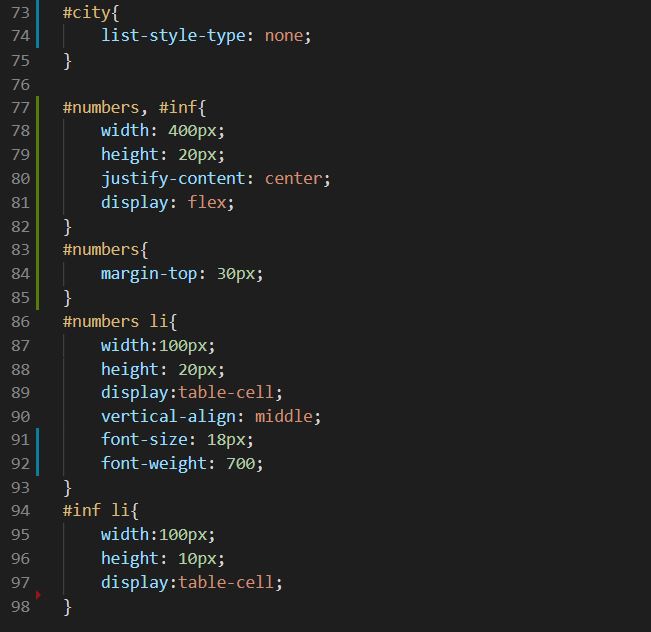 73 #city{
74 list-style-type: none;
75 }
76
77 #numbers, #inf{
78 width: 400px;
79 height: 20px;
80 justify-content: center;
81 display: flex;
82 }
83 #numbers{
84 margin-top: 30px;
85 }
86 #numbers li{
87 width:100px;
88 height: 20px;
89 display:table-cell;
90 vertical-align: middle;
91 font-size: 18px;
92 font-weight: 700;
93 }
94 #inf li{
95 width:100px;
96 height: 10px;
97 display:table-cell;
98 }